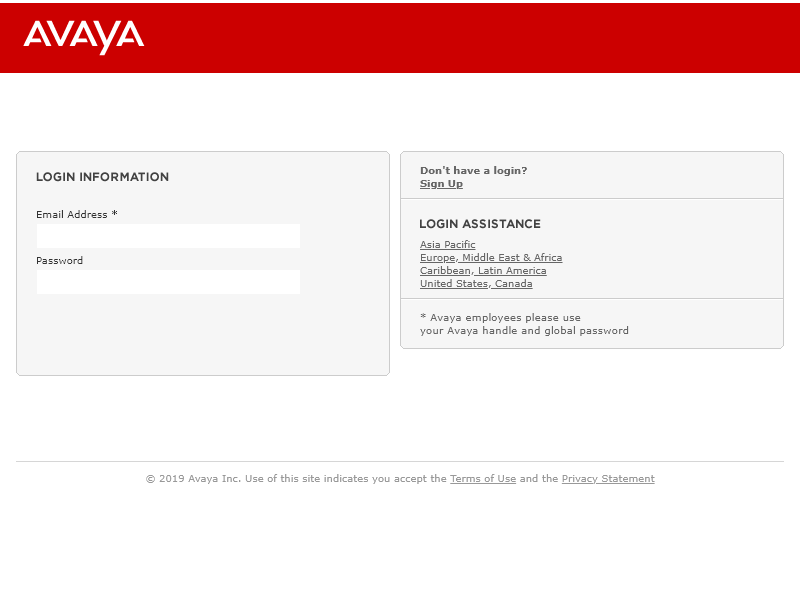 AVAYA
LOGIN INFORMATION
Email Address *
Password
Don't have a login?
Sign Up
LOGIN ASSISTANCE
Asia Pacific
Europe, Middle East & Africa
Caribbean, Latin America
United States, Canada
* Avaya employees please use
your Avaya handle and global password
© 2019 Avaya Inc. Use of this site indicates you accept the Terms of Use and the Privacy Statement